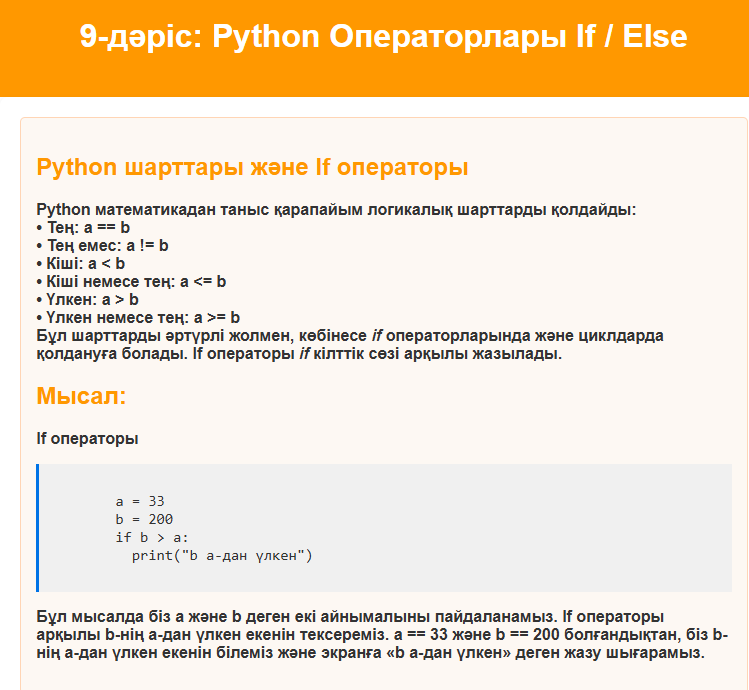 9-дәріс: Python Операторлары If / Else
Python шарттары және If операторы
Python математикадан таныс қарапайым логикалық шарттарды қолдайды:
• Тең: a == b
• Тең емес: a != b
• Кіші: a < b
• Кіші немесе тең: a <= b
• Үлкен: a > b
• Үлкен немесе тең: a >= b
Бұл шарттарды әртүрлі жолмен, көбінесе if операторларында және циклдарда
қолдануға болады. If операторы if кілттік сөзі арқылы жазылады.
Мысал:
If операторы
a = 33
b = 200
if b > a:
  print("b a-дан үлкен")
Бұл мысалда біз a және b деген екі айнымалыны пайдаланамыз. If операторы
арқылы b-нің a-дан үлкен екенін тексереміз. a == 33 және b == 200 болғандықтан, біз b-
нің a-дан үлкен екенін білеміз және экранға «b a-дан үлкен» деген жазу шығарамыз.